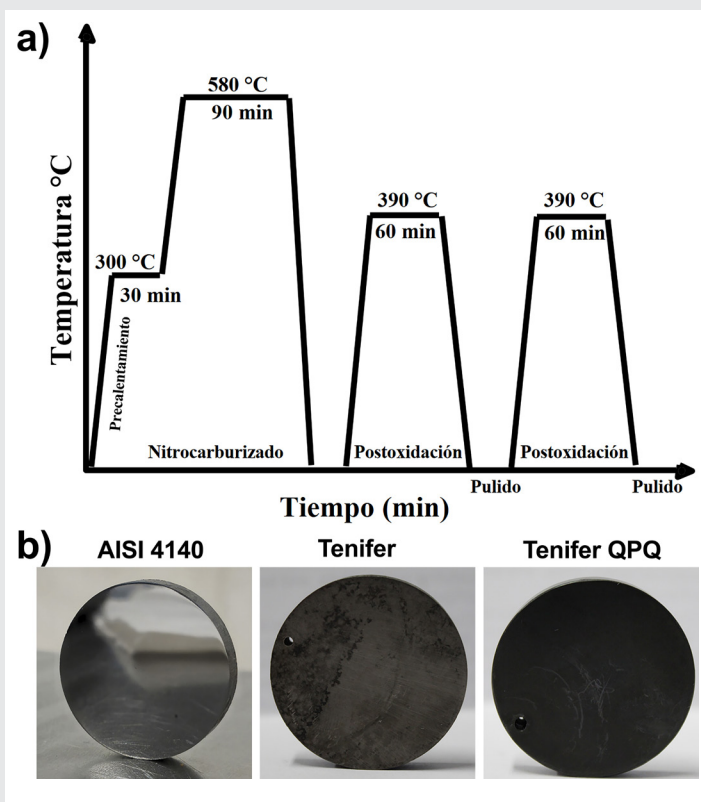 a)
Temperatura °C
580 °C
90 min
390 °C
60 min
390 °C
60 min
300 °C
30 min
Precalentamiento
Nitrocarburizado
Postoxidación
Postoxidación
Pulido
Pulido
Tiempo (min)
b)
AISI 4140
Tenifer
Tenifer QPQ